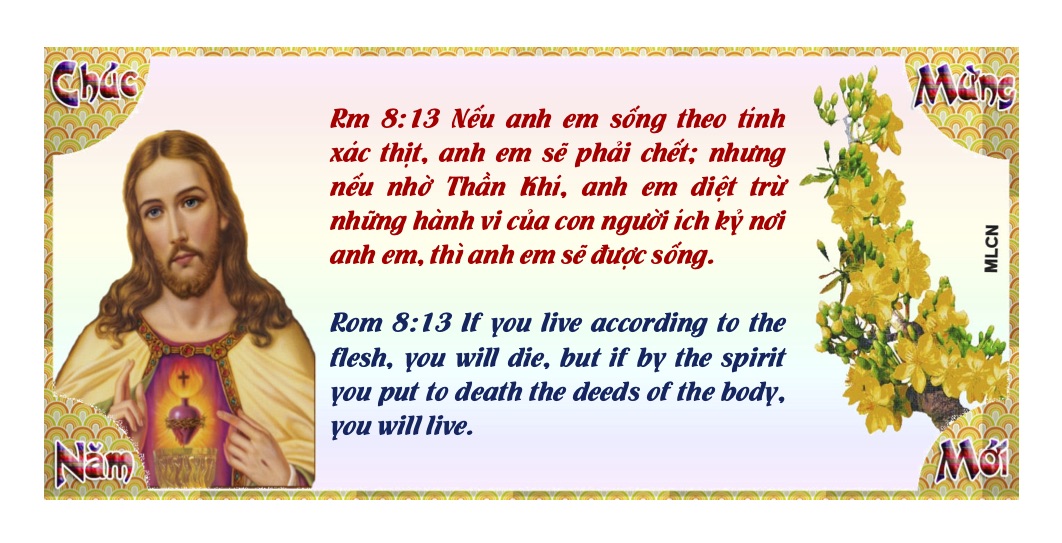 Chúc
Mừng
Rm 8:13 Nếu anh em sống theo tính
xác thịt, anh em sẽ phải chết; nhưng
nếu nhờ Thần Khí, anh em diệt trừ
những hành vi của con người ích kỷ nơi
anh em, thì anh em sẽ được sống.
MLCN
Rom 8:13 If you live according to the
flesh, you will die, but if by the spirit
you put to death the deeds of the body,
you will live.
Năm
Mới